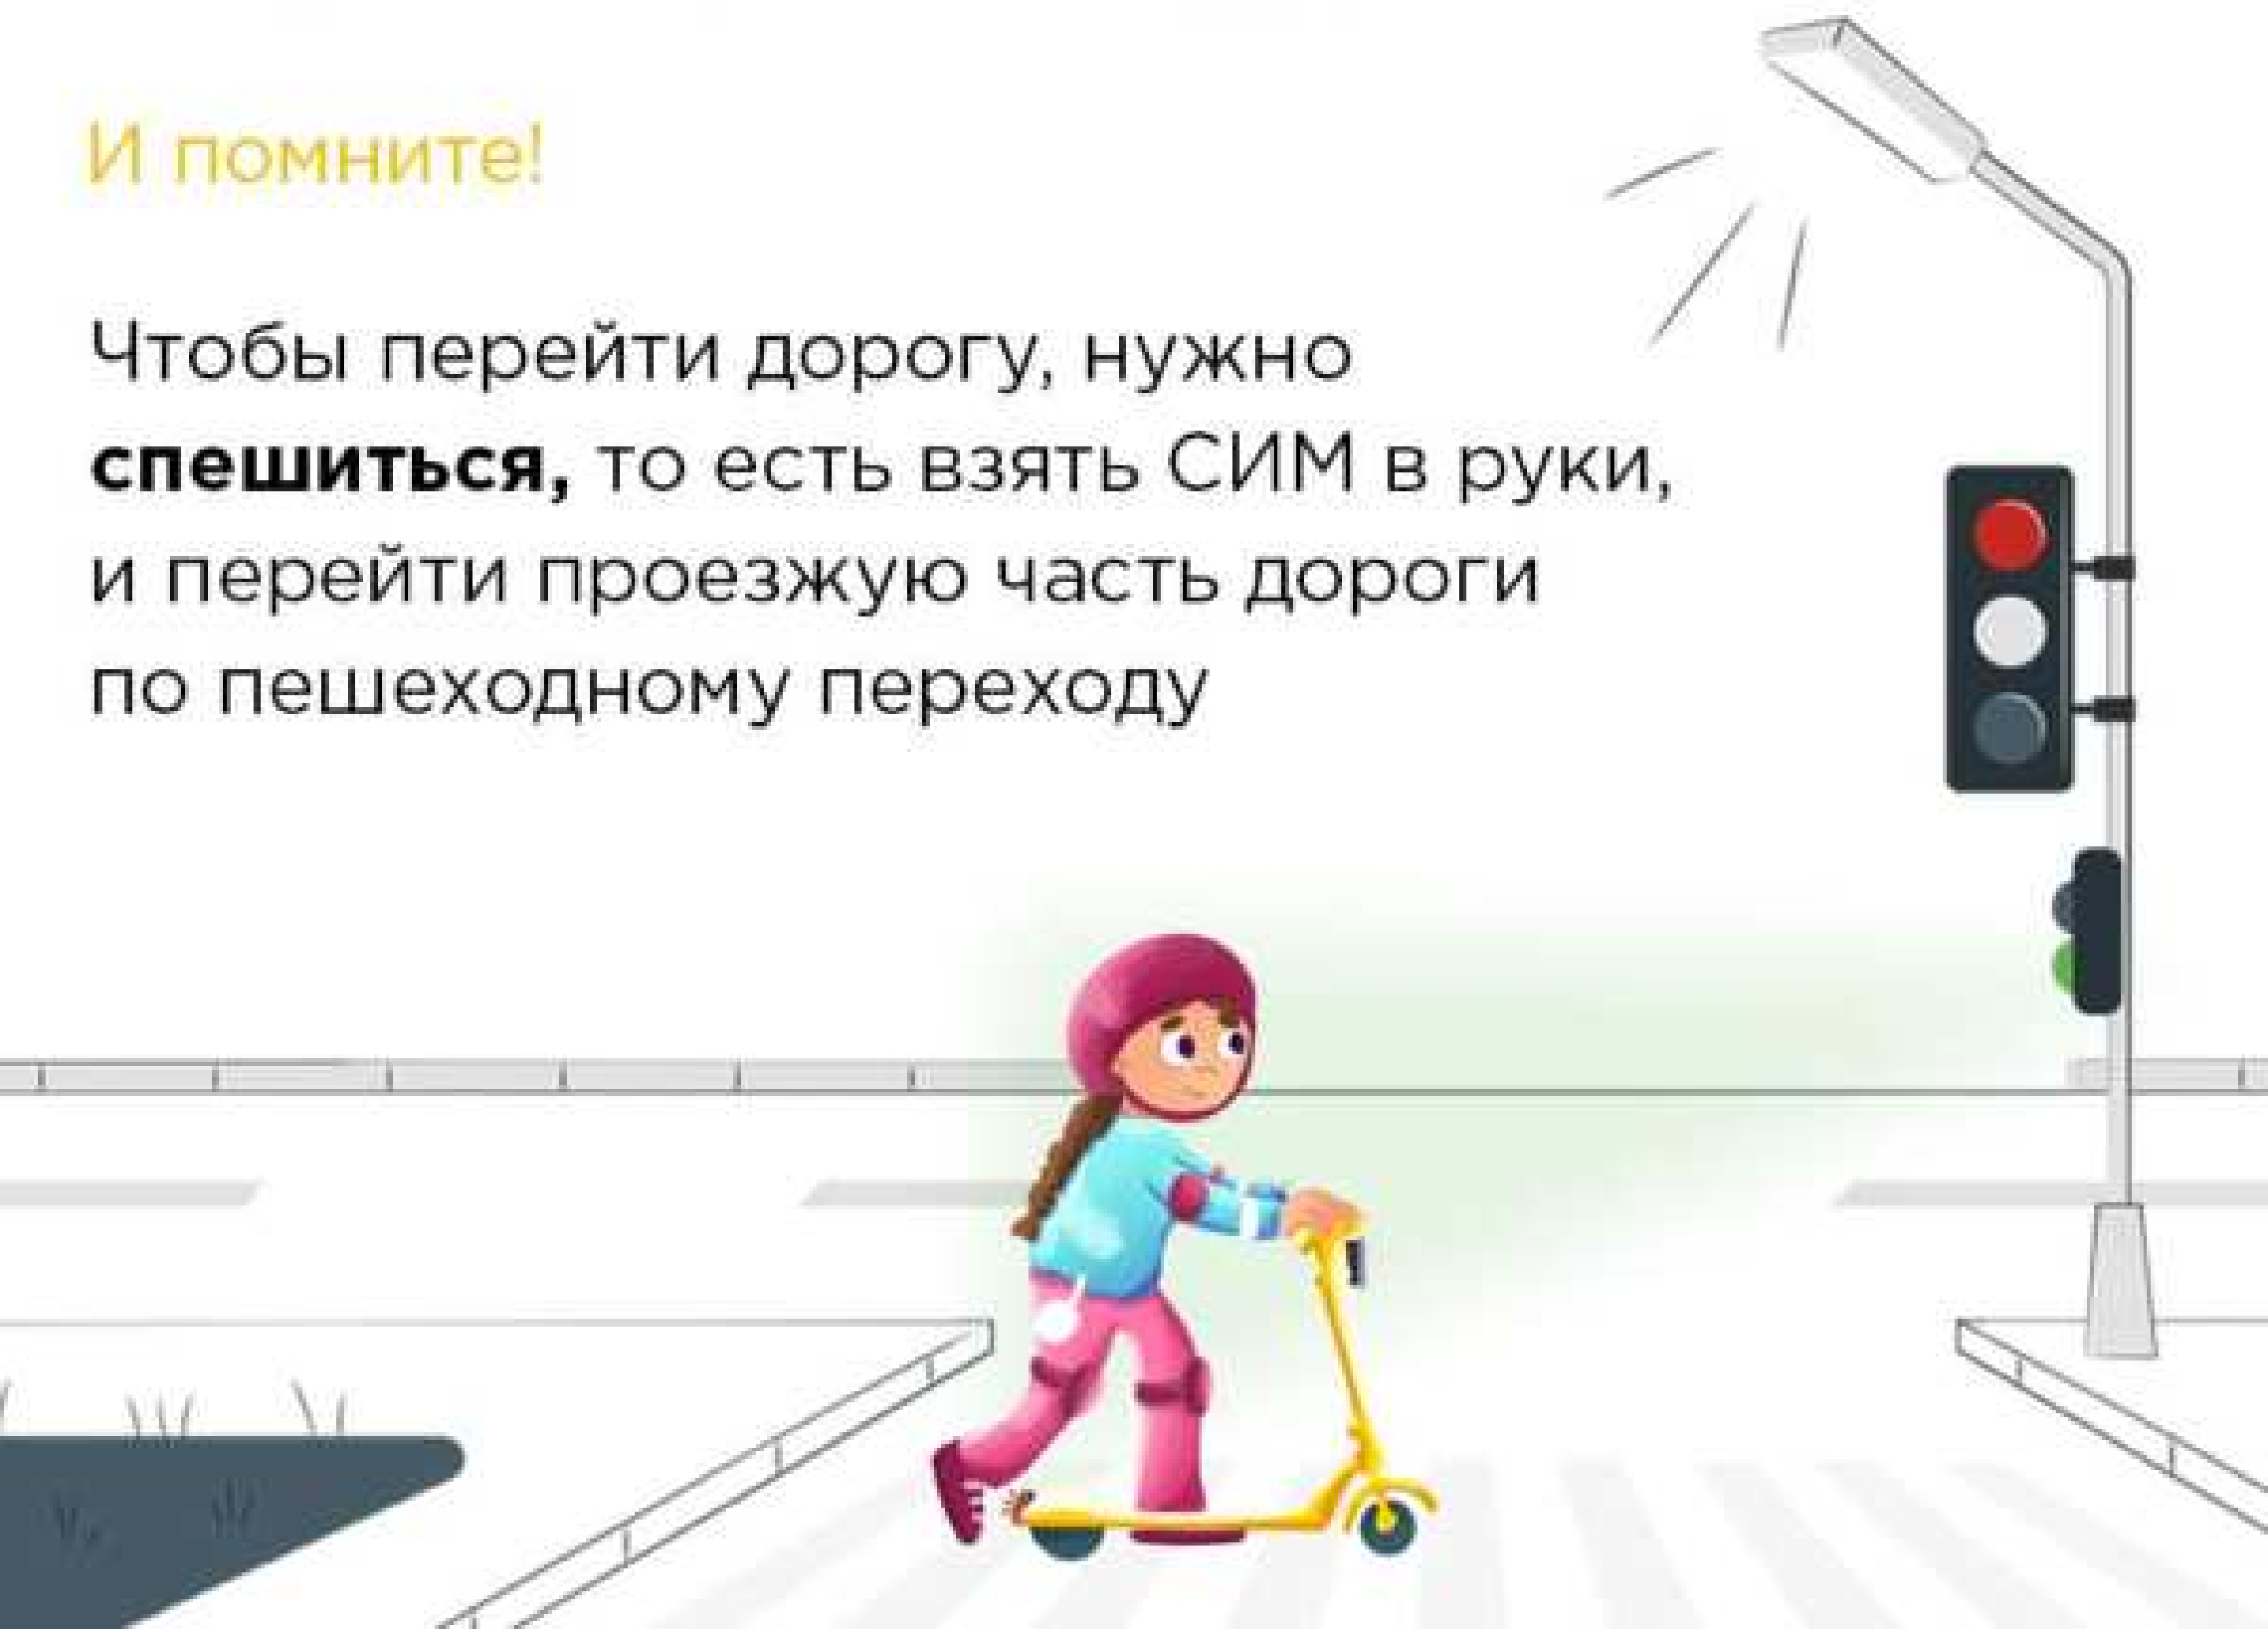 И помните!
Чтобы перейти дорогу, нужно
спешиться, то есть взять СИМ в руки,
и перейти проезжую часть дороги
по пешеходному переходу